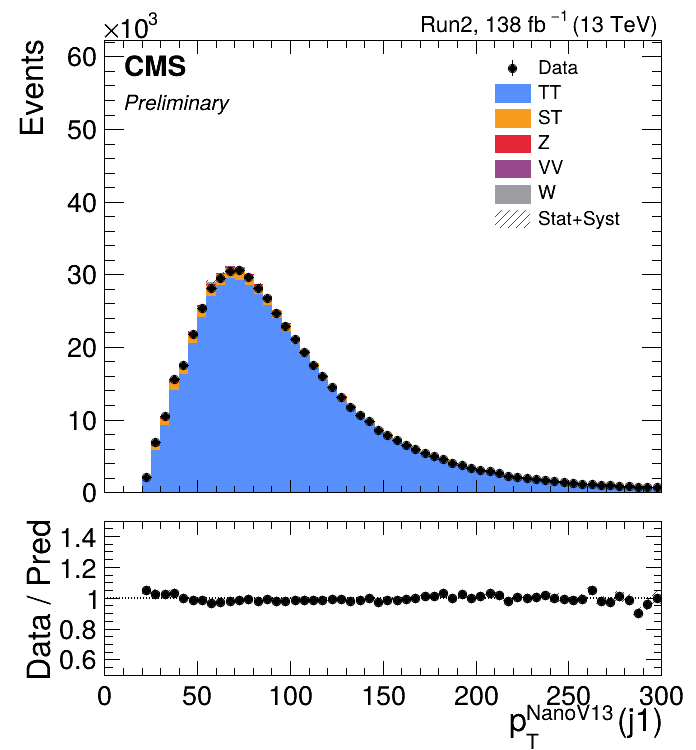 ×10³
Run2, 138 fb⁻¹ (13 TeV)
Events
60
50
40
30
20
10
0
CMS
Preliminary
Data
TT
ST
Z
VV
W
Stat+Syst
Data / Pred
1.4
1.2
1
0.8
0.6
0 50 100 150 200 250 300
p_T^NanoV13 (j1)